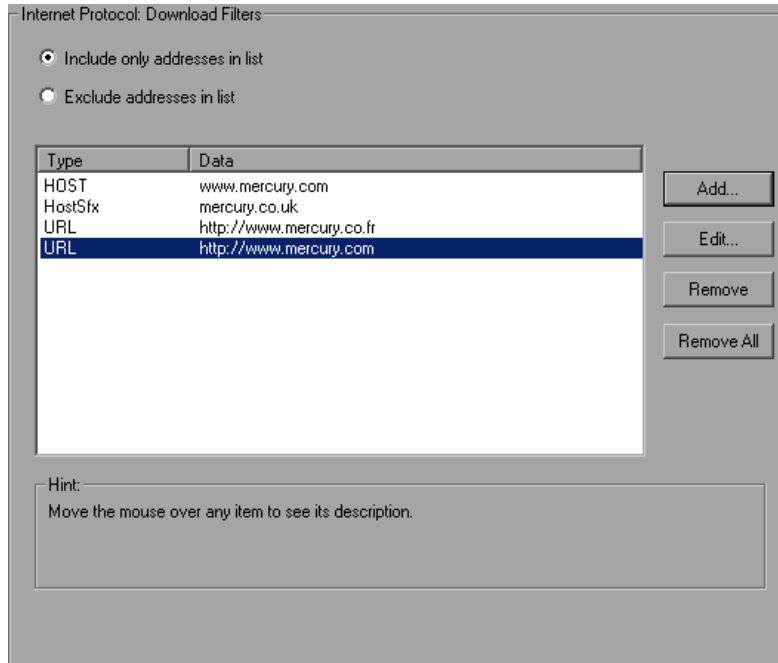 Internet Protocol: Download Filters
Include only addresses in list
Exclude addresses in list
Type Data
HOST www.mercury.com
HostSfx mercury.co.uk
URL http://www.mercury.co.fr
URL http://www.mercury.com
Add...
Edit...
Remove
Remove All
Hint:
Move the mouse over any item to see its description.